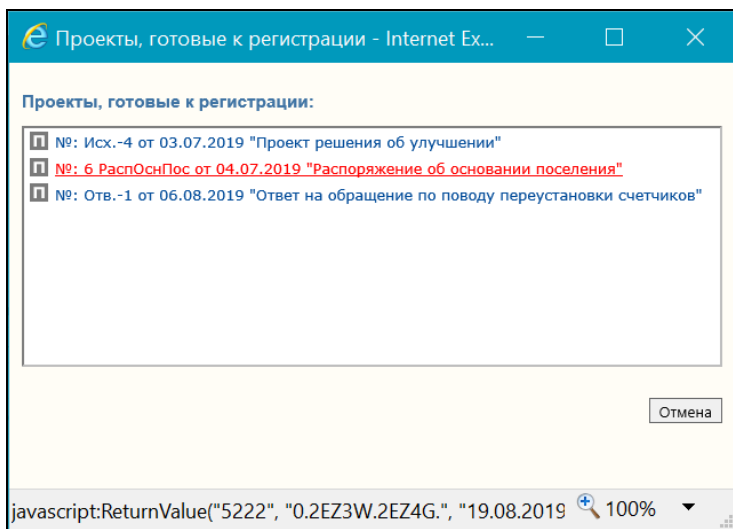 Проекты, готовые к регистрации - Internet Ex...
Проекты, готовые к регистрации:
П №: Исх.-4 от 03.07.2019 "Проект решения об улучшении"
П №: 6 РаспОснПос от 04.07.2019 "Распоряжение об основании поселения"
П №: Отв.-1 от 06.08.2019 "Ответ на обращение по поводу переустановки счетчиков"
Отмена
javascript:ReturnValue("5222", "0.2EZ3W.2EZ4G.", "19.08.2019 100%